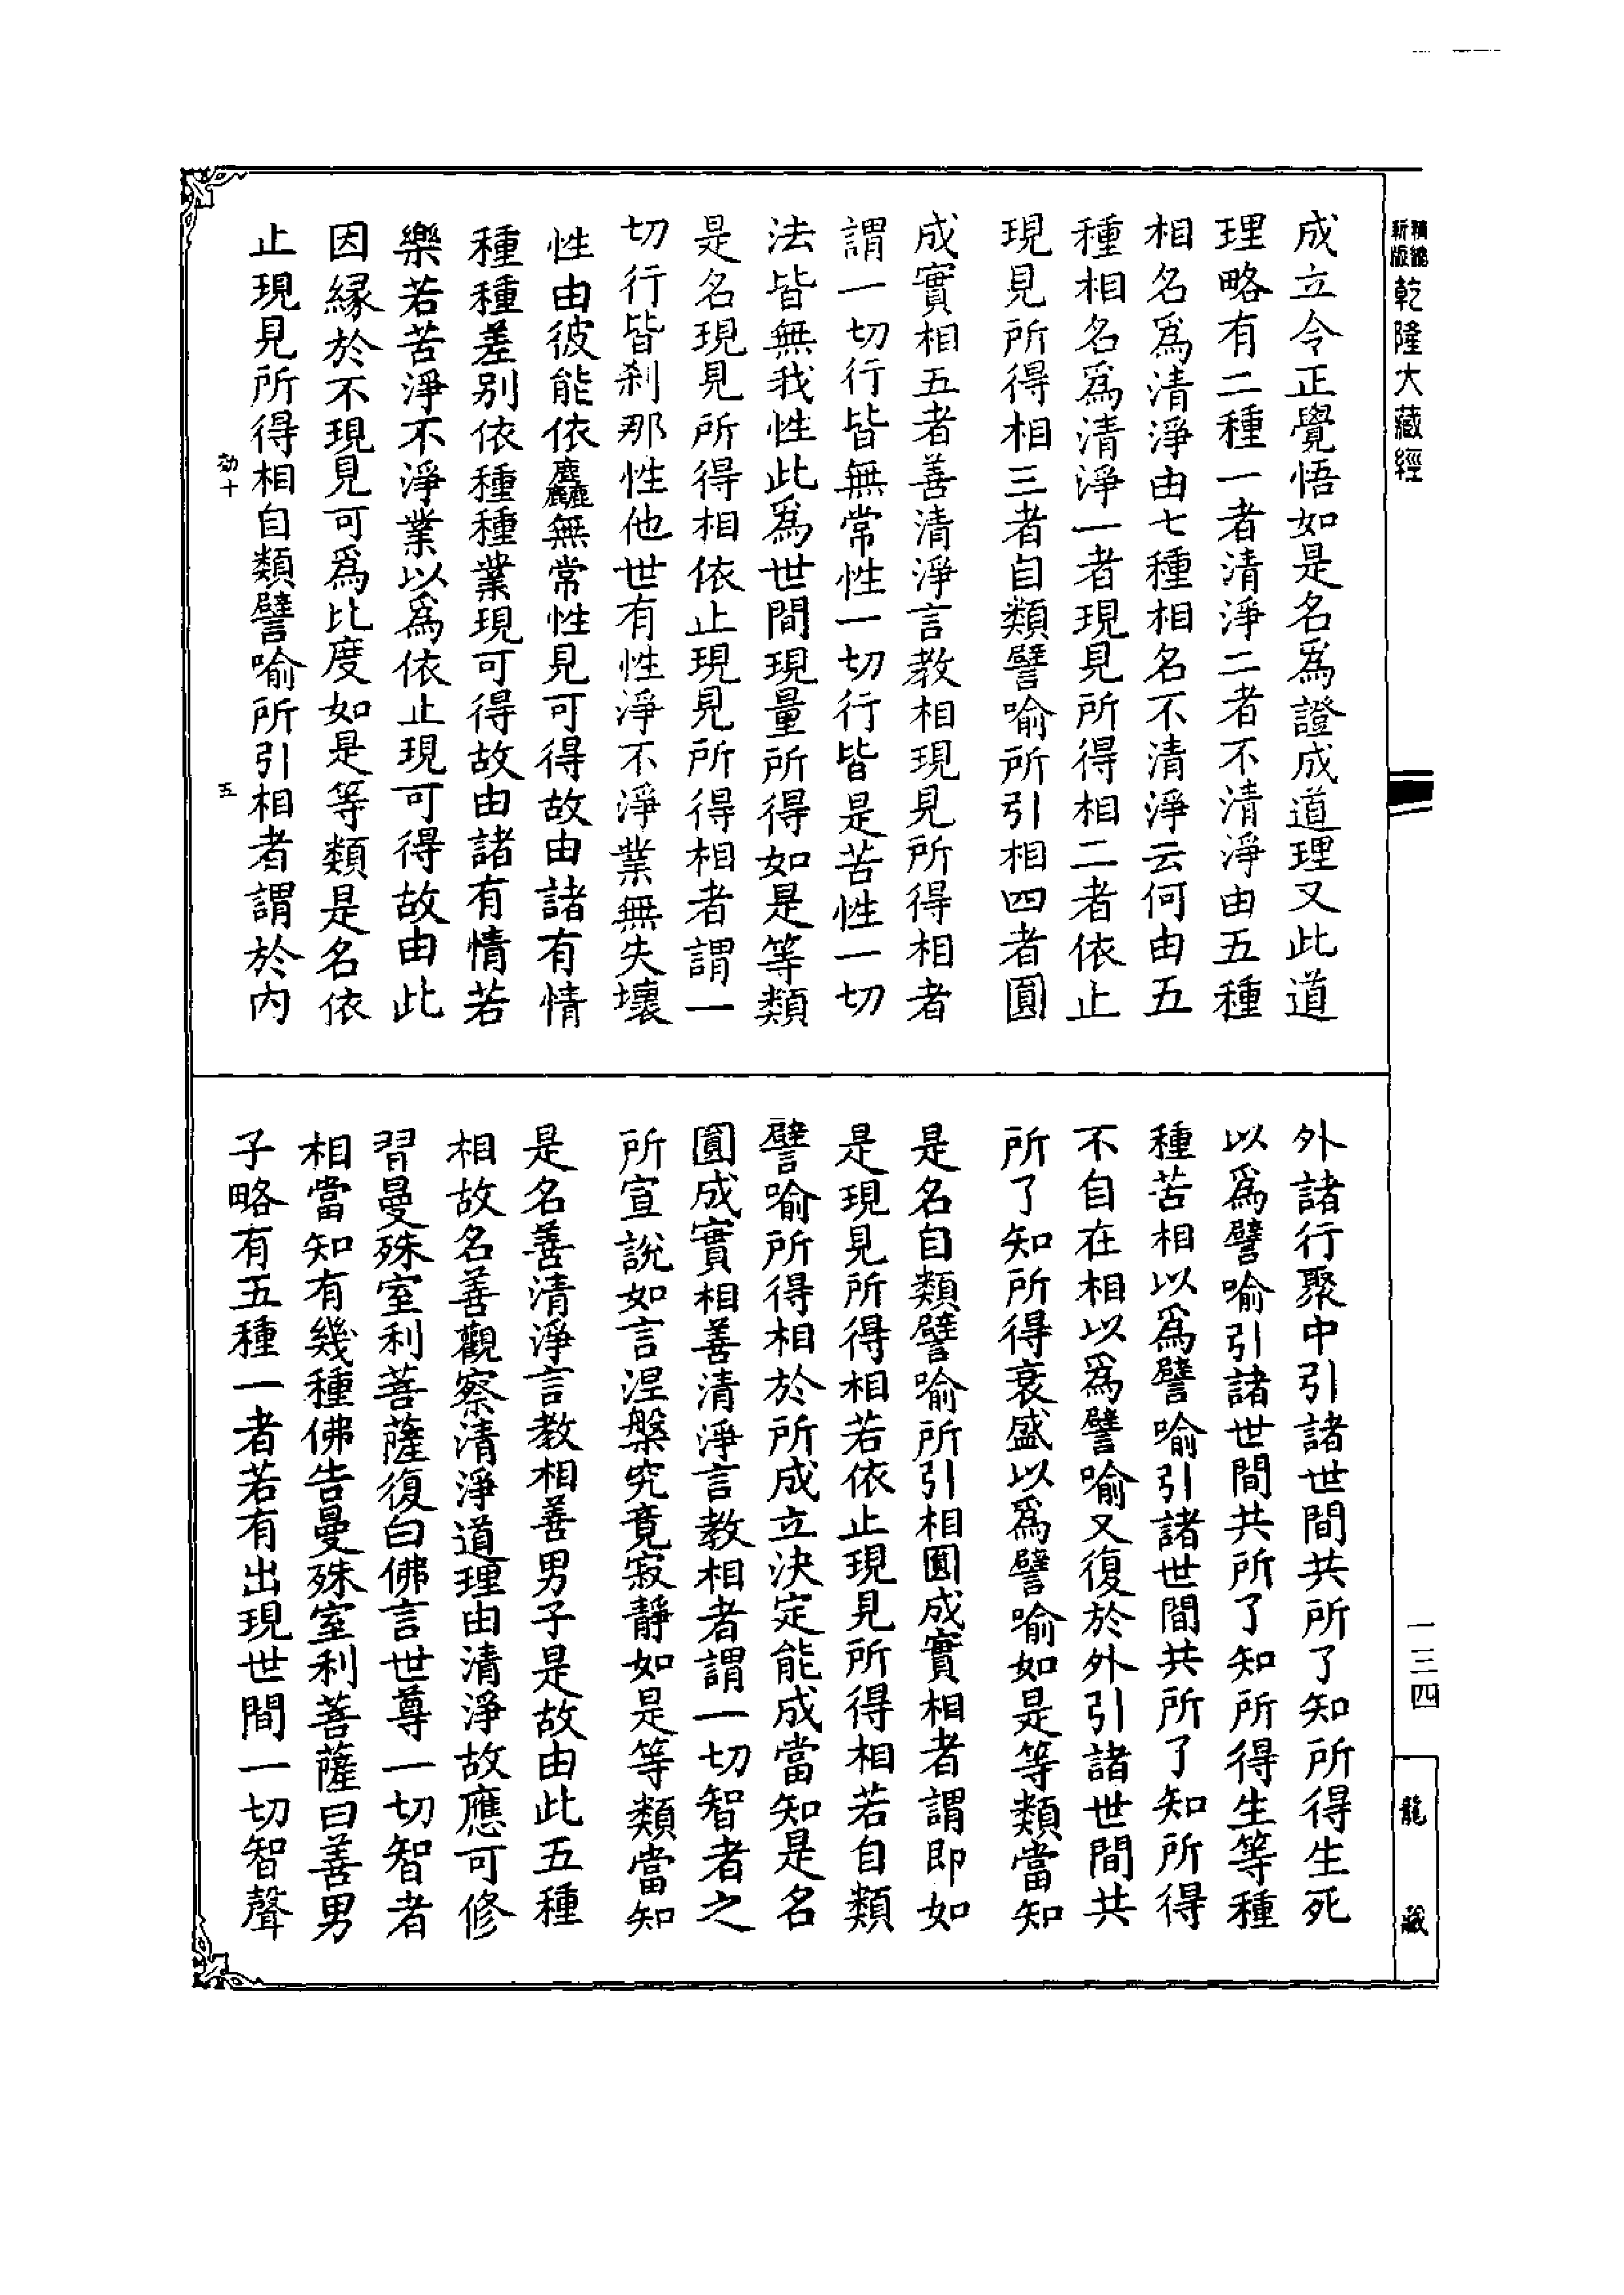 精總
新版
乾隆大藏經
成立令正覺悟如是名爲證成道理又此道
理略有二種一者清淨二者不清淨由五種
相名爲清淨由七種相名不清淨云何由五
種相名爲清淨一者現見所得相二者依止
現見所得相三者自類譬喻所引相四者圓
成實相五者善清淨言教相現見所得相者
謂一切行皆無常性一切行皆是苦性一切
法皆無我性此爲世間現量所得如是等類
是名現見所得相依止現見所得相者謂一
切行皆刹那性他世有性淨不淨業無失壞
性由彼能依麤無常性見可得故由諸有情
種種差别依種種業現可得故由諸有情若
樂若苦淨不淨業以爲依止現可得故由此
因緣於不現見可爲比度如是等類是名依
止現見所得相自類譬喻所引相者謂於内
効十 五
外諸行聚中引諸世間共所了知所得生死
以爲譬喻引諸世間共所了知所得生等種
種苦相以爲譬喻引諸世間共所了知所得
不自在相以爲譬喻又復於外引諸世間共
所了知所得衰盛以爲譬喻如是等類當知
是名自類譬喻所引相圓成實相者謂即如
是現見所得相若依止現見所得相若自類
譬喻所得相於所成立決定能成當知是名
圓成實相善清淨言教相者謂一切智者之
所宣說如言涅槃究竟寂靜如是等類當知
是名善清淨言教相善男子是故由此五種
相故名善觀察清淨道理由清淨故應可修
習曼殊室利菩薩復白佛言世尊一切智者
相當知有幾種佛告曼殊室利菩薩曰善男
子略有五種一者若有出現世間一切智聲
一三四
龍藏